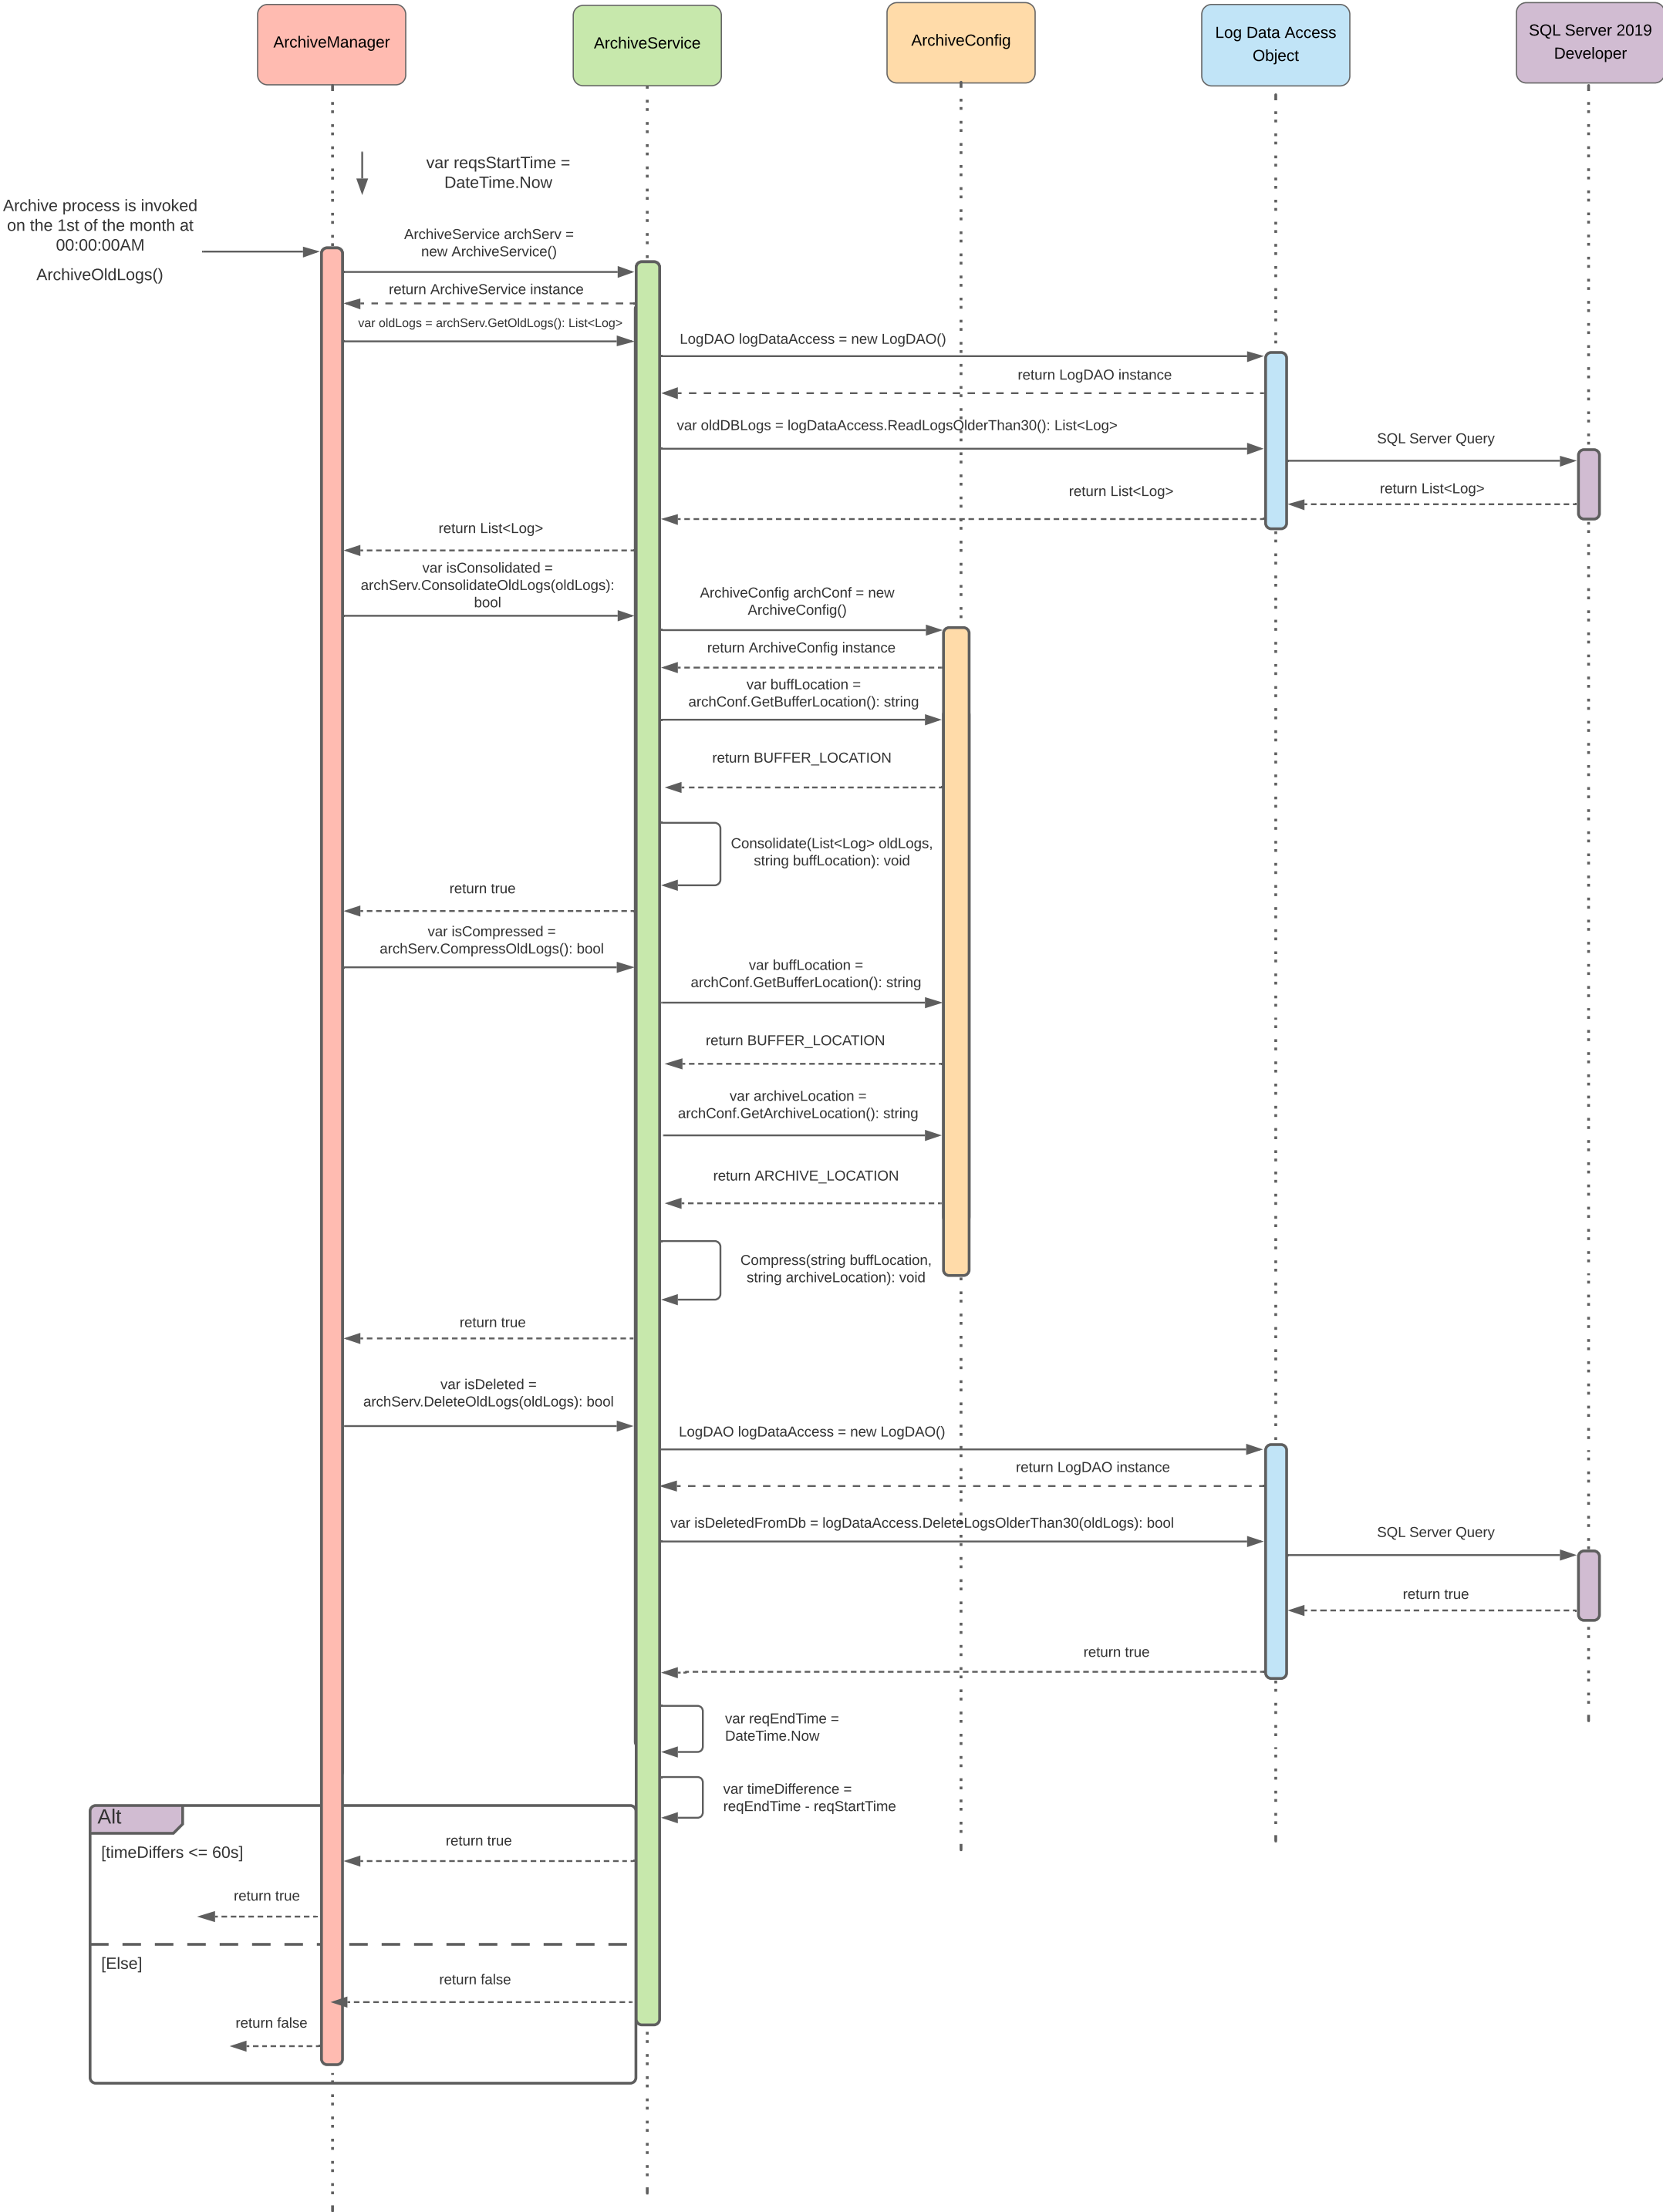 ArchiveManager
ArchiveService
ArchiveConfig
Log Data Access
Object
SQL Server 2019
Developer
var reqsStartTime =
DateTime.Now
Archive process is invoked
on the 1st of the month at
00:00:00AM
ArchiveOldLogs()
ArchiveService archServ =
new ArchiveService()
return ArchiveService instance
var oldLogs = archServ.GetOldLogs(): List<Log>
LogDAO logDataAccess = new LogDAO()
return LogDAO instance
var oldDBLogs = logDataAccess.ReadLogsOlderThan30(): List<Log>
SQL Server Query
return List<Log>
return List<Log>
return List<Log>
var isConsolidated =
archServ.ConsolidateOldLogs(oldLogs):
bool
ArchiveConfig archConf = new
ArchiveConfig()
return ArchiveConfig instance
var buffLocation =
archConf.GetBufferLocation(): string
return BUFFER_LOCATION
Consolidate(List<Log> oldLogs,
string buffLocation): void
return true
var isCompressed =
archServ.CompressOldLogs(): bool
var buffLocation =
archConf.GetBufferLocation(): string
return BUFFER_LOCATION
var archiveLocation =
archConf.GetArchiveLocation(): string
return ARCHIVE_LOCATION
Compress(string buffLocation,
string archiveLocation): void
return true
var isDeleted =
archServ.DeleteOldLogs(oldLogs): bool
LogDAO logDataAccess = new LogDAO()
return LogDAO instance
var isDeletedFromDb = logDataAccess.DeleteLogsOlderThan30(oldLogs): bool
SQL Server Query
return true
return true
var reqEndTime =
DateTime.Now
var timeDifference =
reqEndTime - reqStartTime
Alt
[timeDiffers <= 60s]
return true
return true
[Else]
return false
return false